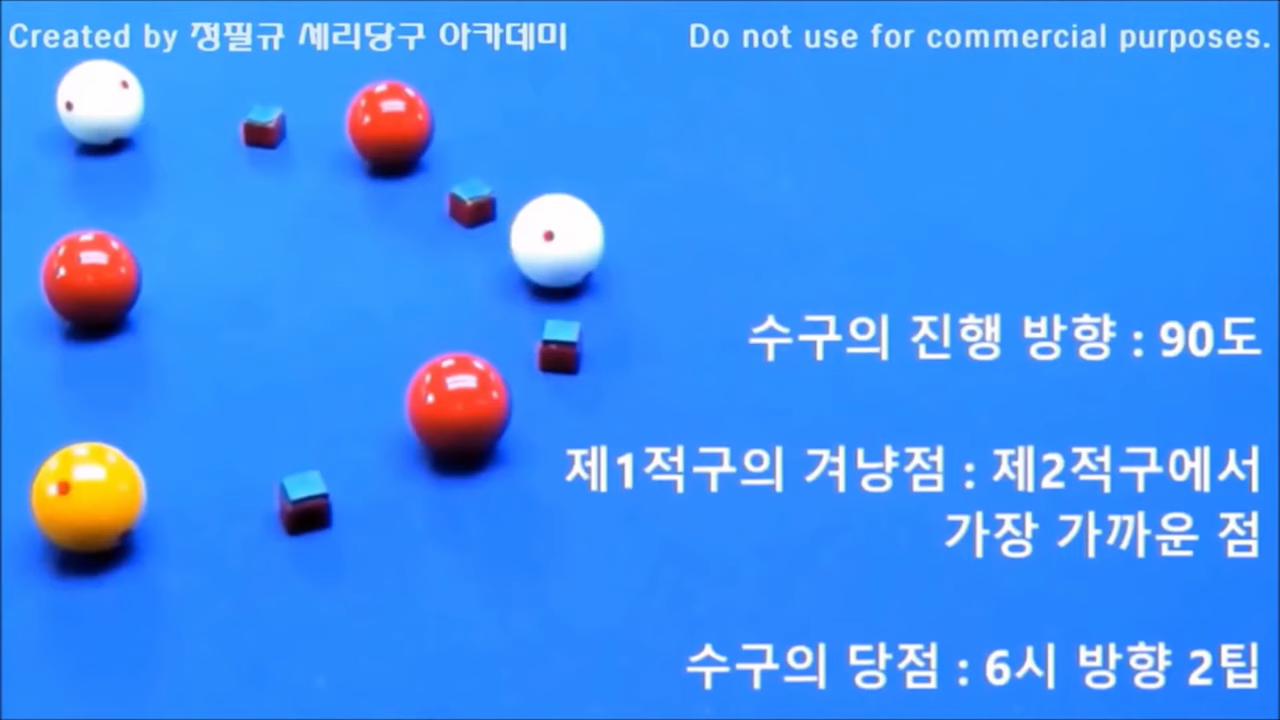 Created by 정필규 세리당구 아카데미
Do not use for commercial purposes.
수구의 진행 방향 : 90도
제1적구의 겨냥점 : 제2적구에서
가장 가까운 점
수구의 당점 : 6시 방향 2팁